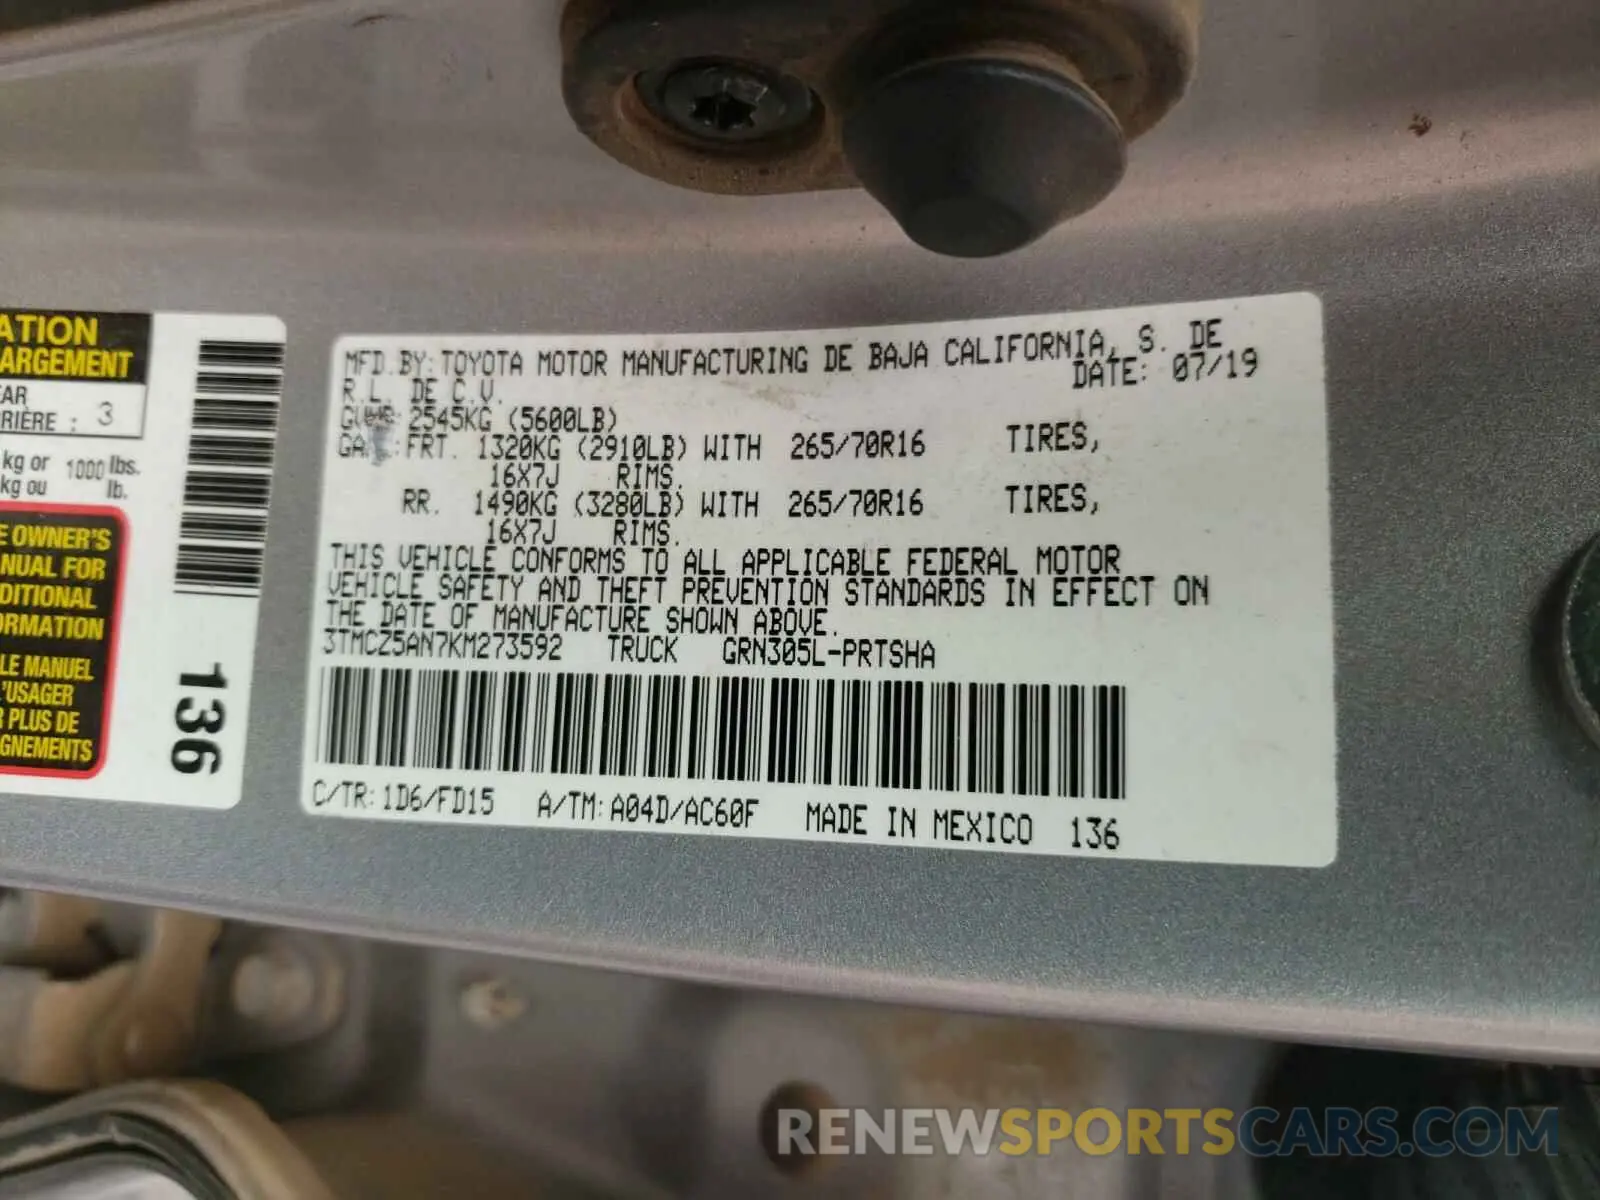 ATION
ARGEMENT
EAR
RIÈRE : 3
kg or 1000 lbs.
kg ou lb.
E OWNER'S
NUAL FOR
DITIONAL
ORMATION
LE MANUEL
L'USAGER
R PLUS DE
GNEMENTS
136
MFD.BY:TOYOTA MOTOR MANUFACTURING DE BAJA CALIFORNIA, S. DE
R.L. DE C.V. DATE: 07/19
2545KG (5600LB)
FRT. 1320KG (2910LB) WITH 265/70R16 TIRES,
16X7J RIMS.
RR. 1490KG (3280LB) WITH 265/70R16 TIRES,
16X7J RIMS.
THIS VEHICLE CONFORMS TO ALL APPLICABLE FEDERAL MOTOR
VEHICLE SAFETY AND THEFT PREVENTION STANDARDS IN EFFECT ON
THE DATE OF MANUFACTURE SHOWN ABOVE.
3TMCZ5AN7KM273592 TRUCK GRN305L-PRTSHA
C/TR:1D6/FD15 A/TM:A04D/AC60F MADE IN MEXICO 136
RENEWSPORTSCARS.COM